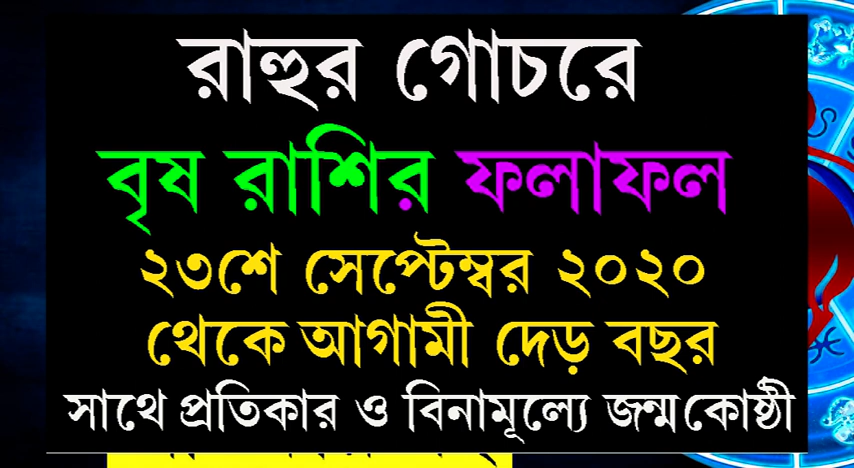 রাহুর গোচরে
বৃষ রাশির ফলাফল
২৩শে সেপ্টেম্বর ২০২০
থেকে আগামী দেড় বছর
সাথে প্রতিকার ও বিনামূল্যে জন্মকোষ্ঠী